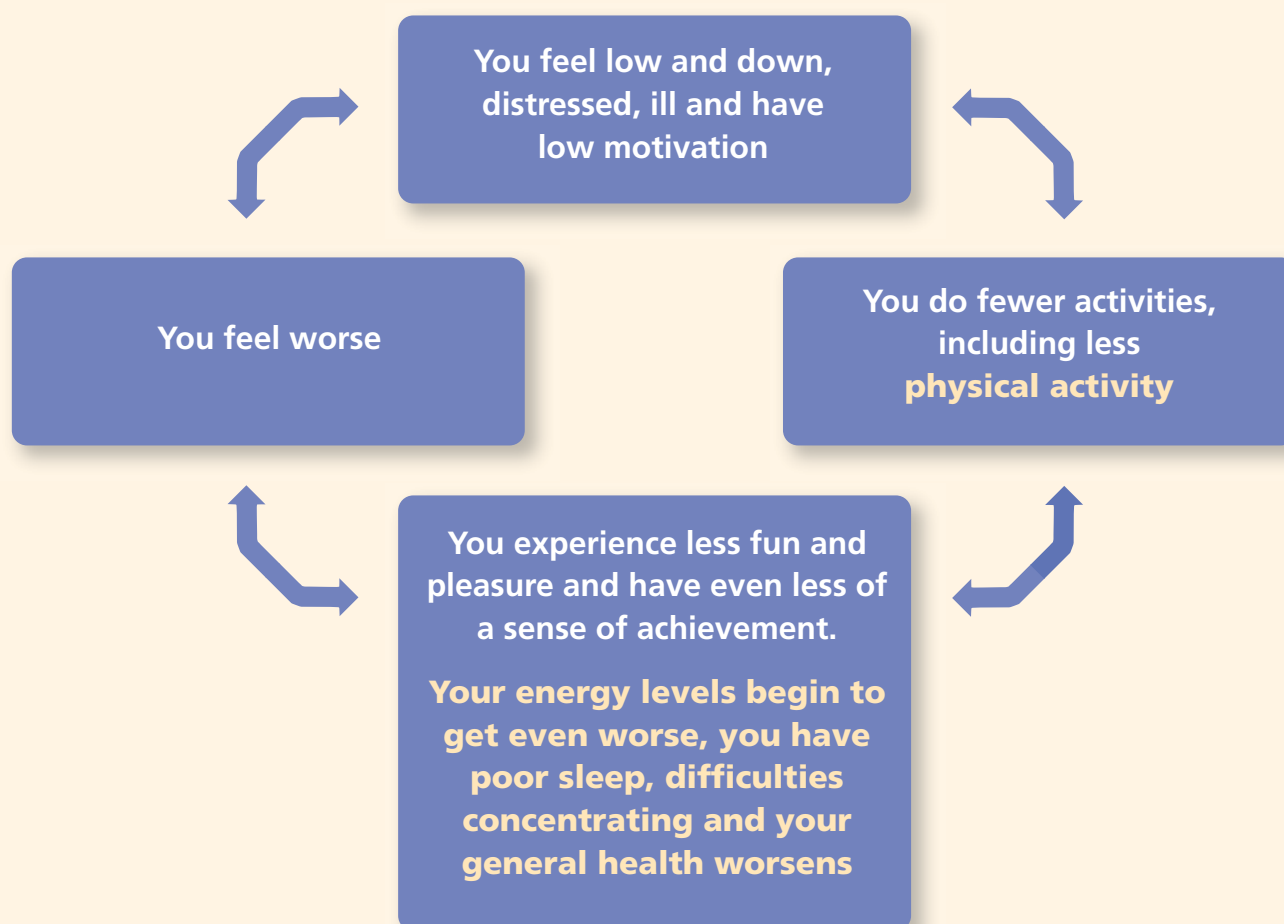 You feel low and down,
distressed, ill and have
low motivation
You feel worse
You do fewer activities,
including less
physical activity
You experience less fun and
pleasure and have even less of
a sense of achievement.
Your energy levels begin to
get even worse, you have
poor sleep, difficulties
concentrating and your
general health worsens